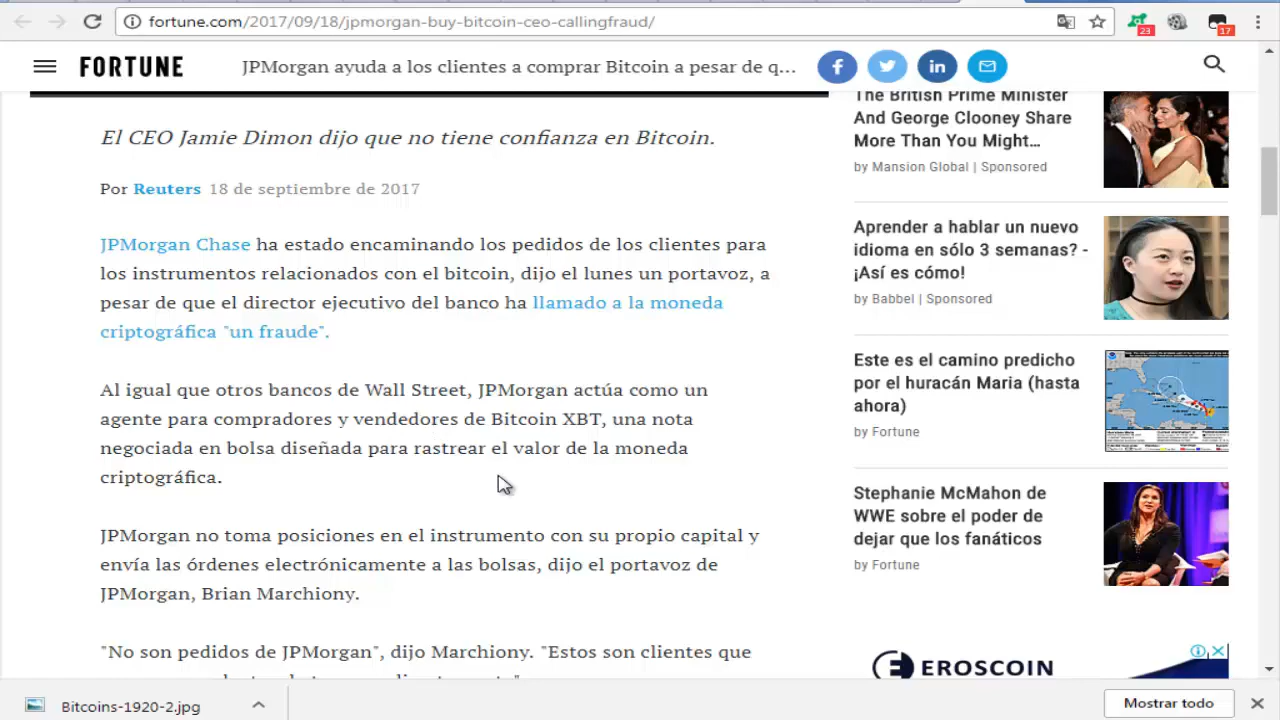 fortune.com/2017/09/18/jpmorgan-buy-bitcoin-ceo-callingfraud/
23
17
FORTUNE
JPMorgan ayuda a los clientes a comprar Bitcoin a pesar de q...
El CEO Jamie Dimon dijo que no tiene confianza en Bitcoin.
Por Reuters 18 de septiembre de 2017
JPMorgan Chase ha estado encaminando los pedidos de los clientes para
los instrumentos relacionados con el bitcoin, dijo el lunes un portavoz, a
pesar de que el director ejecutivo del banco ha llamado a la moneda
criptográfica "un fraude".
Al igual que otros bancos de Wall Street, JPMorgan actúa como un
agente para compradores y vendedores de Bitcoin XBT, una nota
negociada en bolsa diseñada para rastrear el valor de la moneda
criptográfica.
JPMorgan no toma posiciones en el instrumento con su propio capital y
envía las órdenes electrónicamente a las bolsas, dijo el portavoz de
JPMorgan, Brian Marchiony.
"No son pedidos de JPMorgan", dijo Marchiony. "Estos son clientes que
The British Prime Minister
And George Clooney Share
More Than You Might...
by Mansion Global | Sponsored
Aprender a hablar un nuevo
idioma en sólo 3 semanas? -
¡Así es cómo!
by Babbel | Sponsored
Este es el camino predicho
por el huracán Maria (hasta
ahora)
by Fortune
Stephanie McMahon de
WWE sobre el poder de
dejar que los fanáticos
by Fortune
EROSCOIN
Bitcoins-1920-2.jpg
Mostrar todo